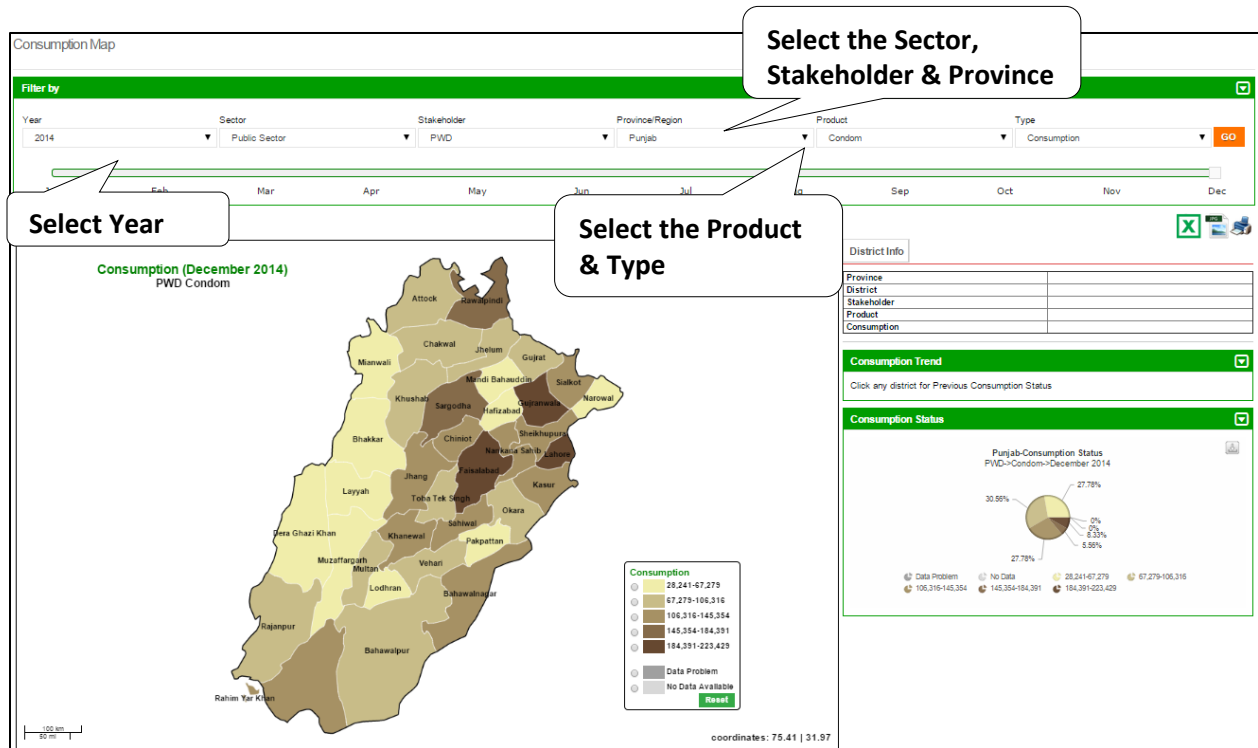 Consumption Map
Select the Sector,
Stakeholder & Province
Filter by
Year Sector Stakeholder Province/Region Product Type
2014 Public Sector PWD Punjab Condom Consumption GO
Feb Mar Apr May Jun Jul Sep Oct Nov Dec
Select Year
Select the Product
& Type
Consumption (December 2014)
PWD Condom
Attock
Rawalpindi
Chakwal
Jhelum
Gujrat
Mianwali
Mandi Bahauddin
Sialkot
Khushab
Sargodha
Hafizabad
Gujranwala
Narowal
Bhakkar
Chiniot
Sheikhupura
Nankana Sahib
Lahore
Jhang
Faisalabad
Kasur
Layyah
Toba Tek Singh
Okara
Dera Ghazi Khan
Khanewal
Sahiwal
Pakpattan
Muzaffargarh
Multan
Vehari
Lodhran
Bahawalnagar
Rajanpur
Bahawalpur
Rahim Yar Khan
100 km
50 mi
Consumption
28,241-67,279
67,279-106,316
106,316-145,354
145,354-184,391
184,391-223,429
Data Problem
No Data Available
Reset
coordinates: 75.41 | 31.97
District Info
Province
District
Stakeholder
Product
Consumption
Consumption Trend
Click any district for Previous Consumption Status
Consumption Status
Punjab-Consumption Status
PWD->Condom->December 2014
27.78%
30.56%
0%
0%
8.33%
5.56%
27.78%
Data Problem No Data 28,241-67,279 67,279-106,316
106,316-145,354 145,354-184,391 184,391-223,429